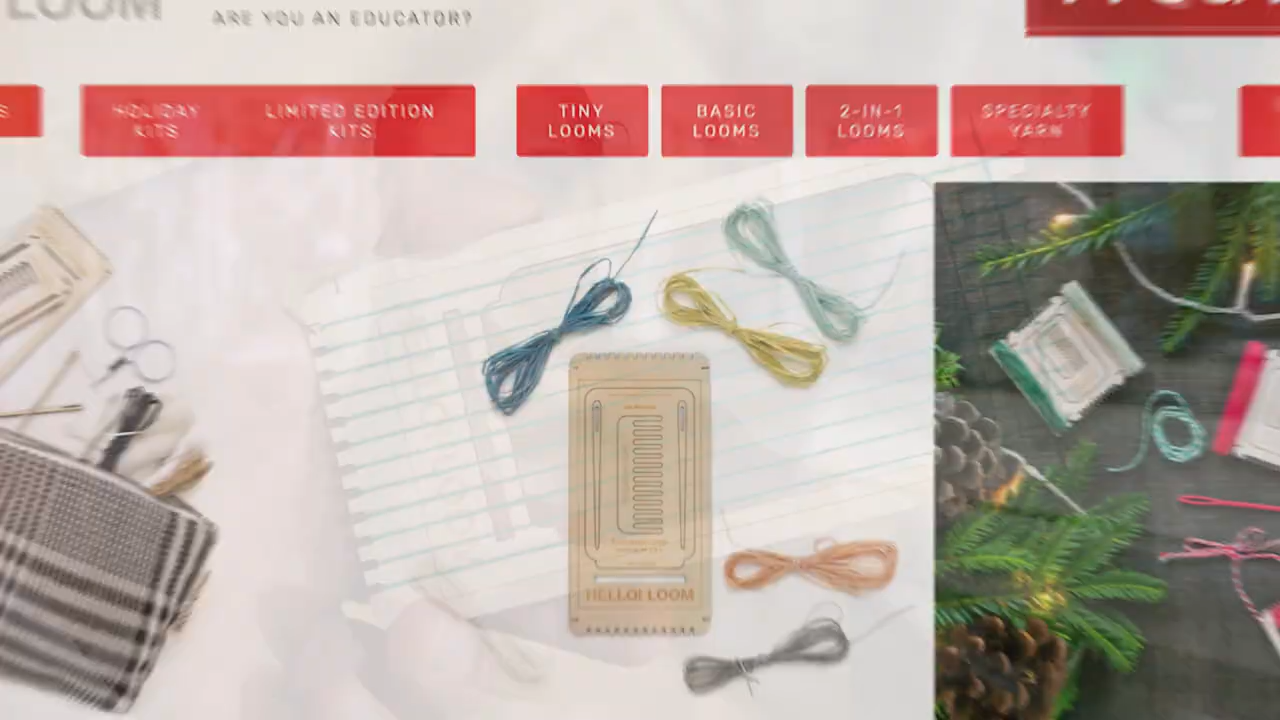 LOOM
ARE YOU AN EDUCATOR?
S
HOLIDAY
KITS
LIMITED EDITION
KITS
TINY
LOOMS
BASIC
LOOMS
2-IN-1
LOOMS
SPECIALTY
YARN
HELLO! LOOM